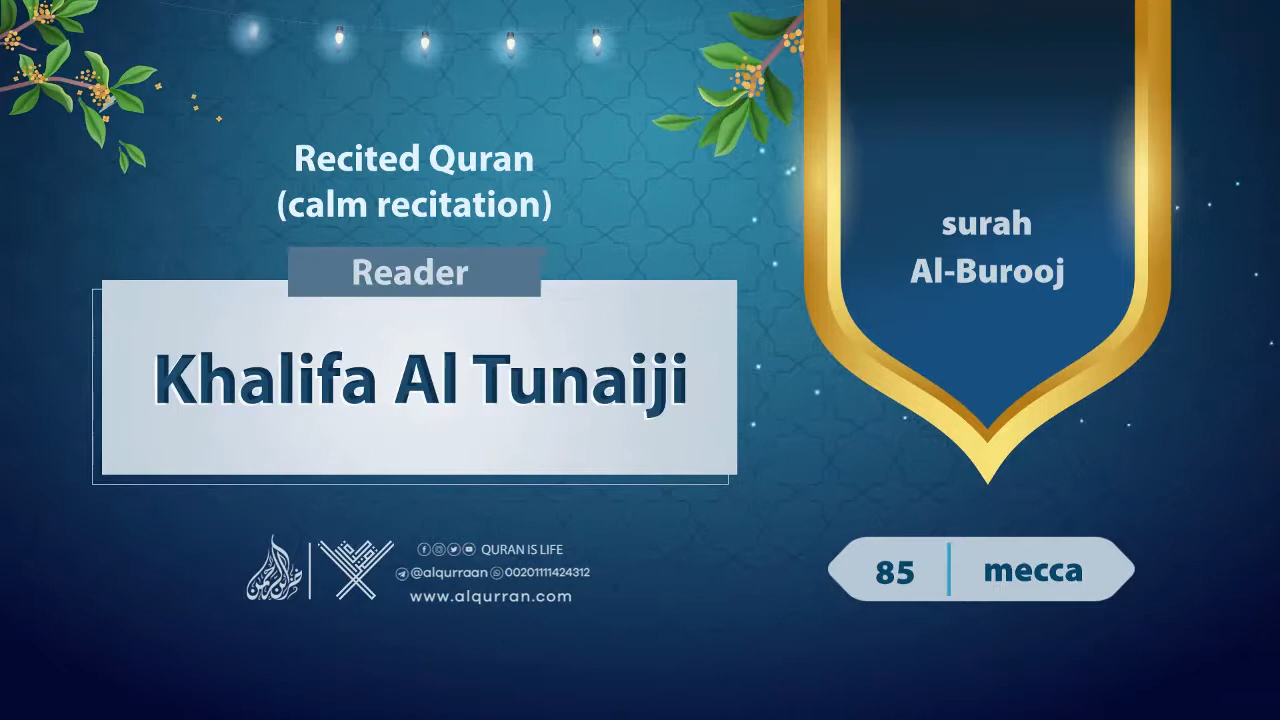 Recited Quran
(calm recitation)
Reader
Khalifa Al Tunaiji
surah
Al-Burooj
85
mecca
QURAN IS LIFE
@alqurraan 00201111424312
www.alqurran.com